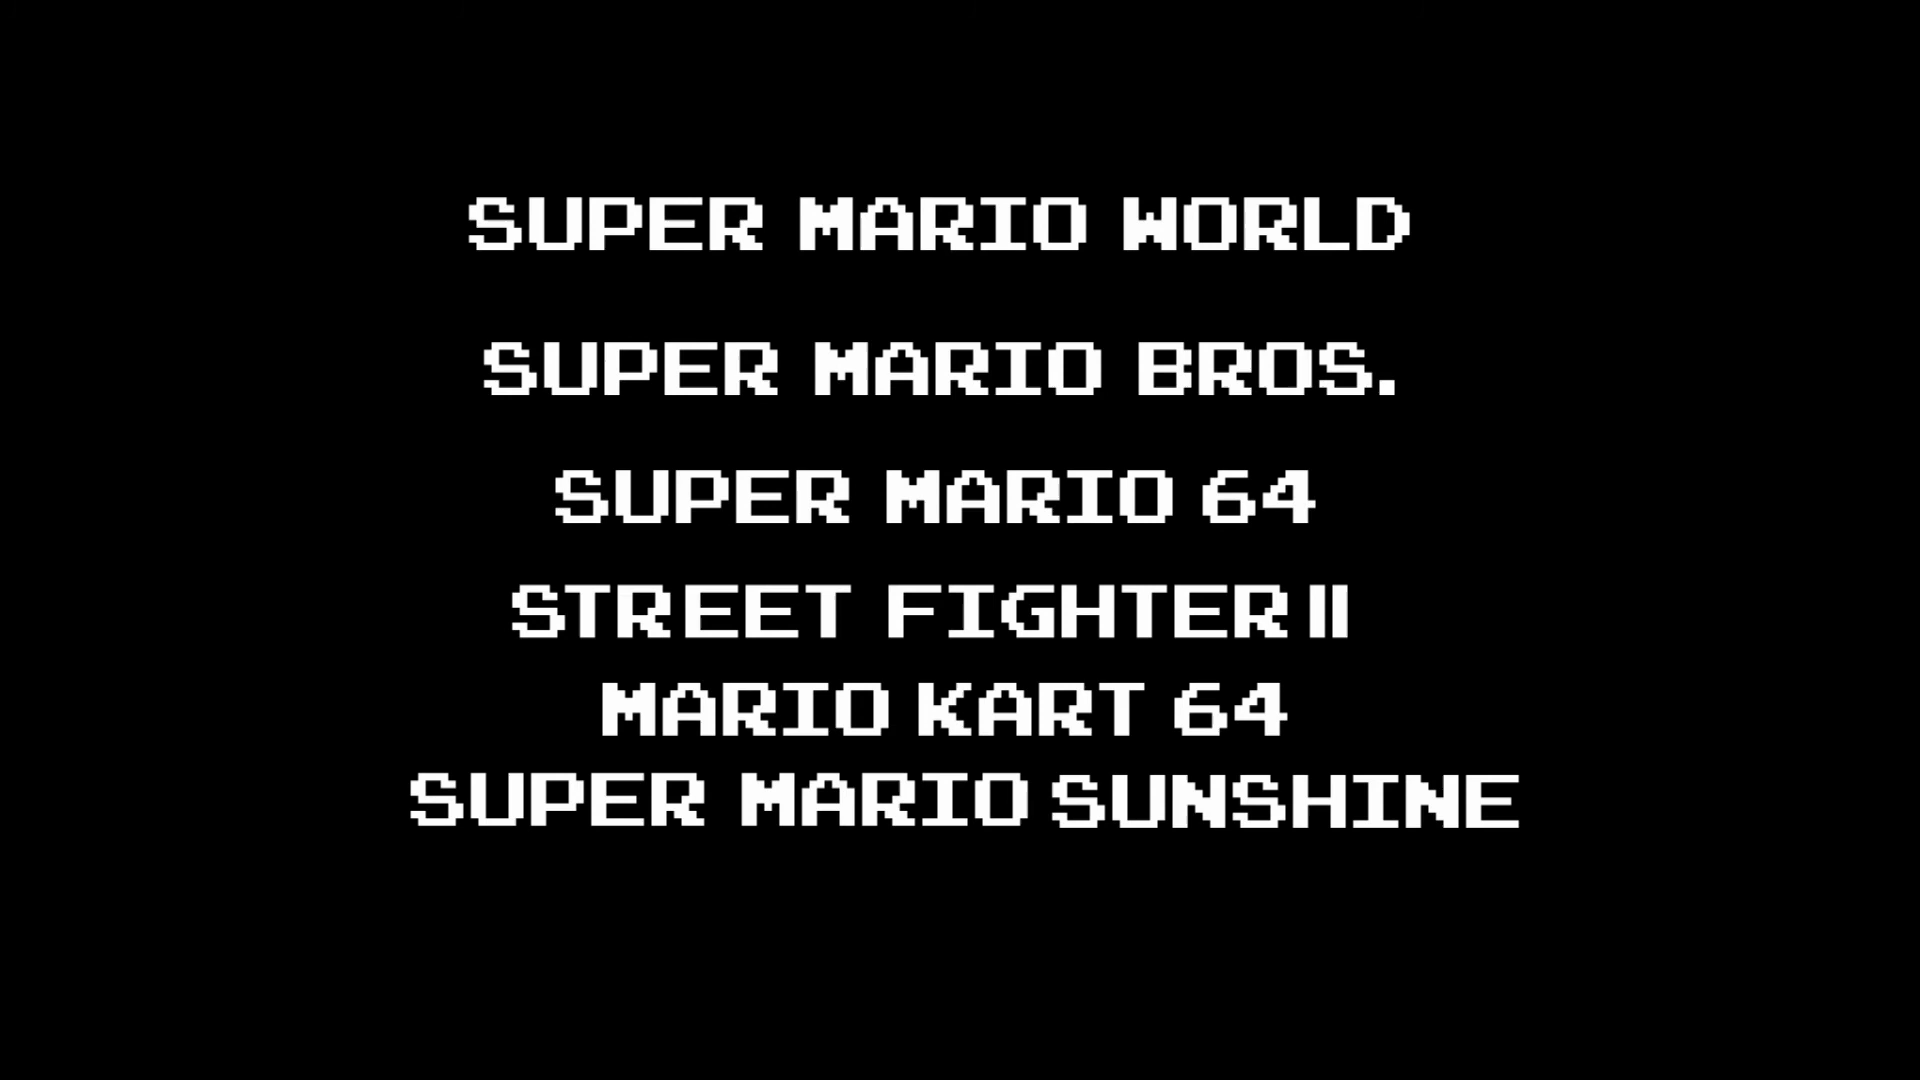 SUPER MARIO WORLD
SUPER MARIO BROS.
SUPER MARIO 64
STREET FIGHTER II
MARIO KART 64
SUPER MARIO SUNSHINE